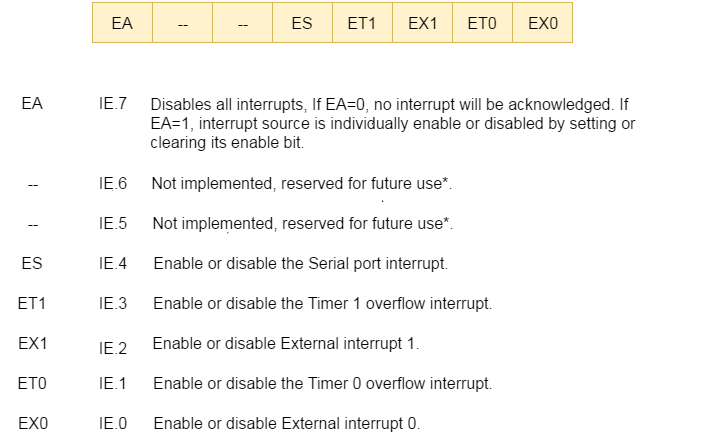 EA -- -- ES ET1 EX1 ET0 EX0
EA IE.7 Disables all interrupts, If EA=0, no interrupt will be acknowledged. If
EA=1, interrupt source is individually enable or disabled by setting or
clearing its enable bit.
-- IE.6 Not implemented, reserved for future use*.
-- IE.5 Not implemented, reserved for future use*.
ES IE.4 Enable or disable the Serial port interrupt.
ET1 IE.3 Enable or disable the Timer 1 overflow interrupt.
EX1 IE.2 Enable or disable External interrupt 1.
ET0 IE.1 Enable or disable the Timer 0 overflow interrupt.
EX0 IE.0 Enable or disable External interrupt 0.